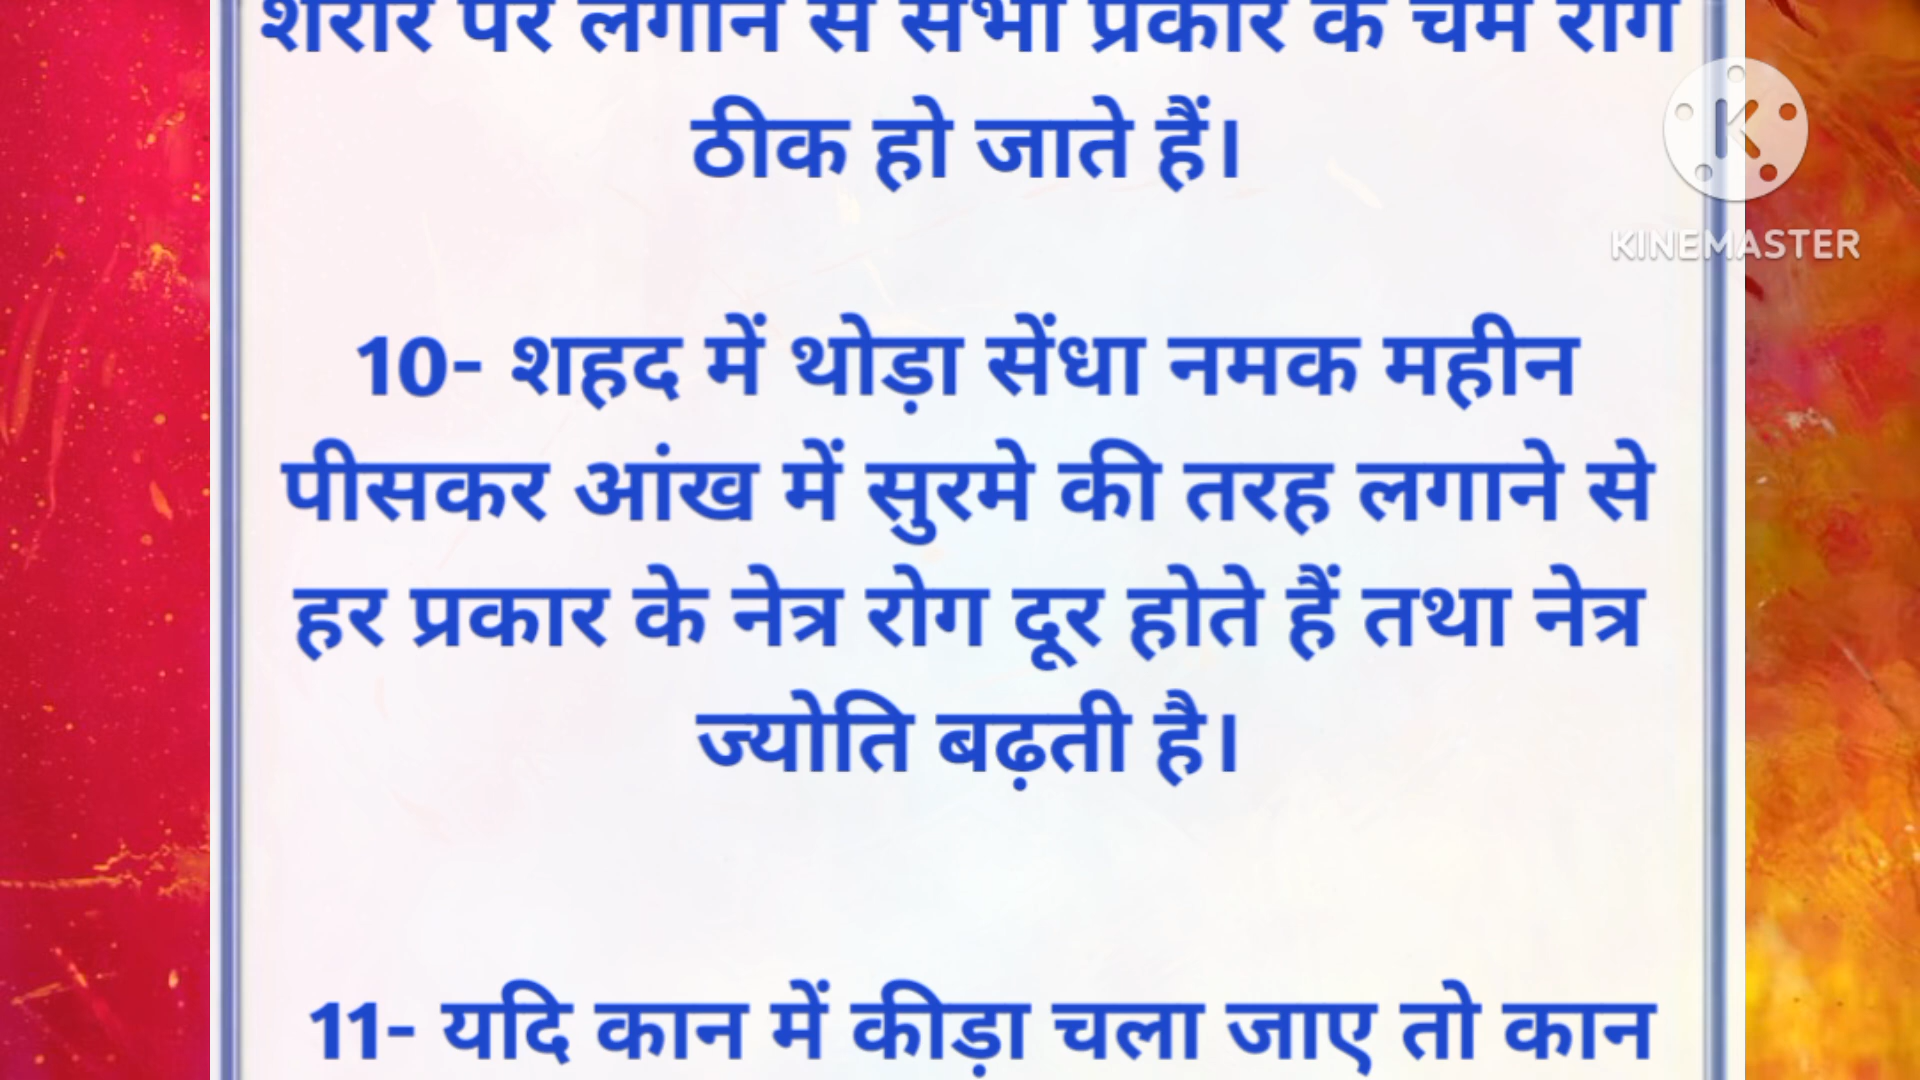 शरीर पर लगाने से सभी प्रकार के चर्म रोग
ठीक हो जाते हैं।
KINEMASTER
10- शहद में थोड़ा सेंधा नमक महीन
पीसकर आंख में सुरमे की तरह लगाने से
हर प्रकार के नेत्र रोग दूर होते हैं तथा नेत्र
ज्योति बढ़ती है।
11- यदि कान में कीड़ा चला जाए तो कान